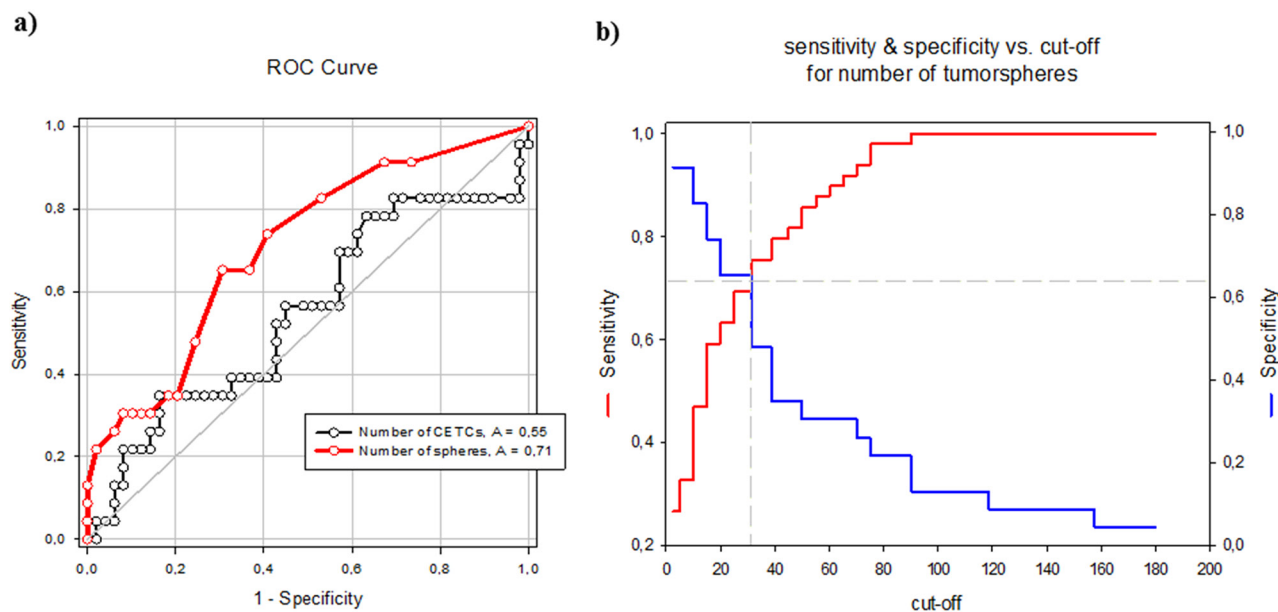 a)
ROC Curve
1,0
0,8
0,6
0,4
0,2
0,0
Sensitivity
0,0 0,2 0,4 0,6 0,8 1,0
1 - Specificity
Number of CETCs, A = 0,55
Number of spheres, A = 0,71
b)
sensitivity & specificity vs. cut-off
for number of tumorspheres
1,0
0,8
0,6
0,4
0,2
Sensitivity
1,0
0,8
0,6
0,4
0,2
0,0
Specificity
0 20 40 60 80 100 120 140 160 180 200
cut-off